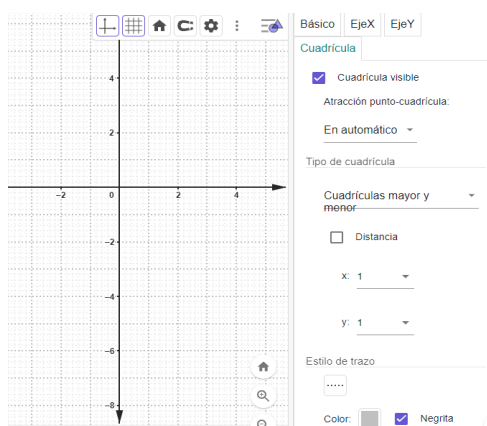 Básico EjeX EjeY
Cuadrícula
Cuadrícula visible
Atracción punto-cuadrícula:
En automático
Tipo de cuadrícula
Cuadrículas mayor y
menor
Distancia
x: 1
y: 1
Estilo de trazo
Color: Negrita
4
2
-2 0 2 4
-2
-4
-6
-8